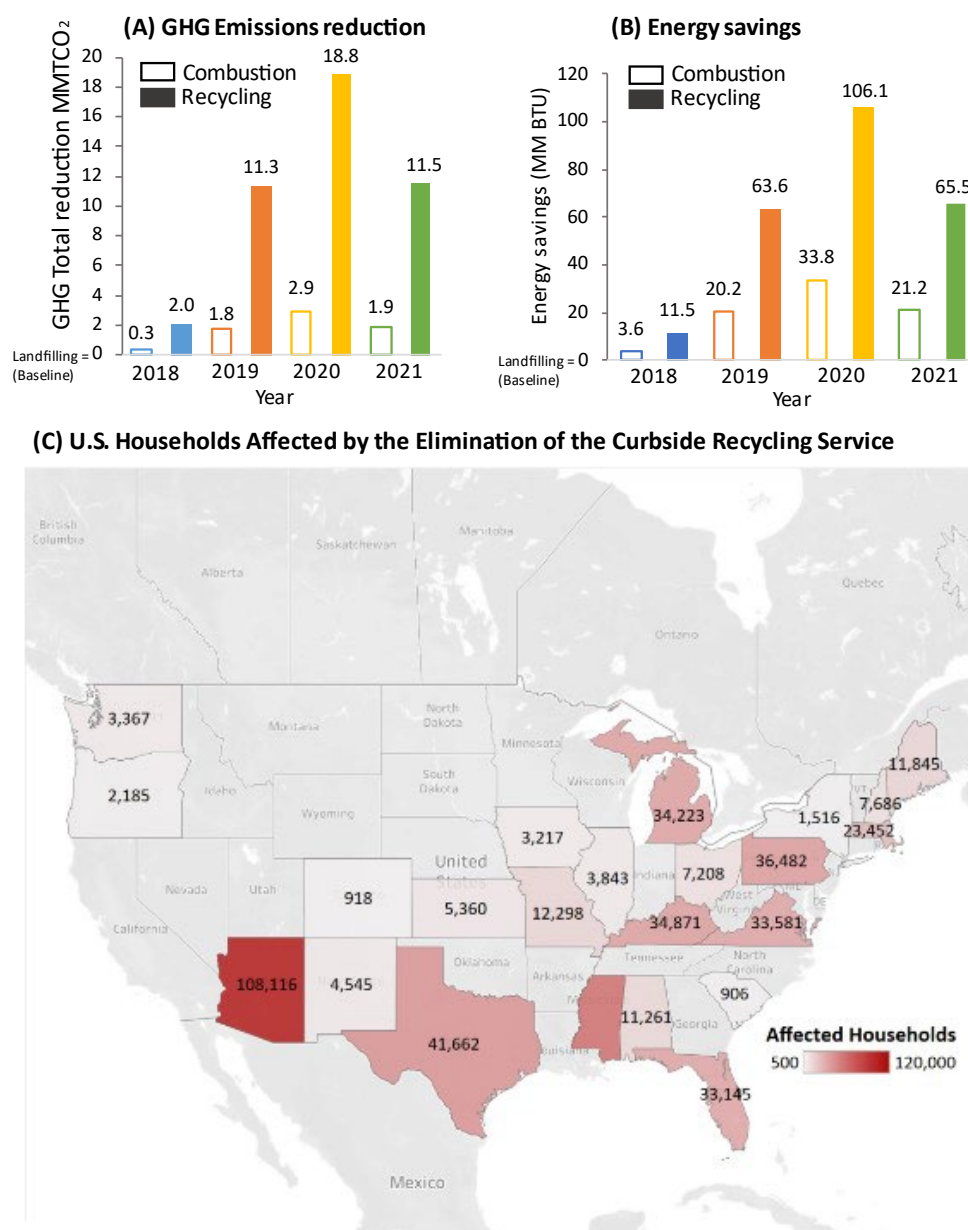 (A) GHG Emissions reduction
GHG Total reduction MMTCO2
20
18
16
14
12
10
8
6
4
2
0
Combustion
Recycling
0.3
2.0
1.8
11.3
2.9
18.8
1.9
11.5
Landfilling =
(Baseline)
2018
2019
2020
2021
Year
(B) Energy savings
Energy savings (MM BTU)
120
100
80
60
40
20
0
Combustion
Recycling
3.6
11.5
20.2
63.6
33.8
106.1
21.2
65.5
Landfilling =
(Baseline)
2018
2019
2020
2021
Year
(C) U.S. Households Affected by the Elimination of the Curbside Recycling Service
British
Columbia
Alberta
Saskatchewan
Manitoba
Ontario
Quebec
3,367
Montana
North
Dakota
Minnesota
11,845
2,185
Idaho
South
Dakota
Wisconsin
VT
7,686
Wyoming
34,223
1,516
23,452
3,217
36,482
Nevada
Utah
918
United
States
3,843
Indiana
7,208
5,360
12,298
West
Virginia
DE
California
34,871
33,581
108,116
4,545
Oklahoma
Arkansas
Tennessee
North
Carolina
906
41,662
Louisiana
11,261
Georgia
33,145
Mexico
Affected Households
500
120,000